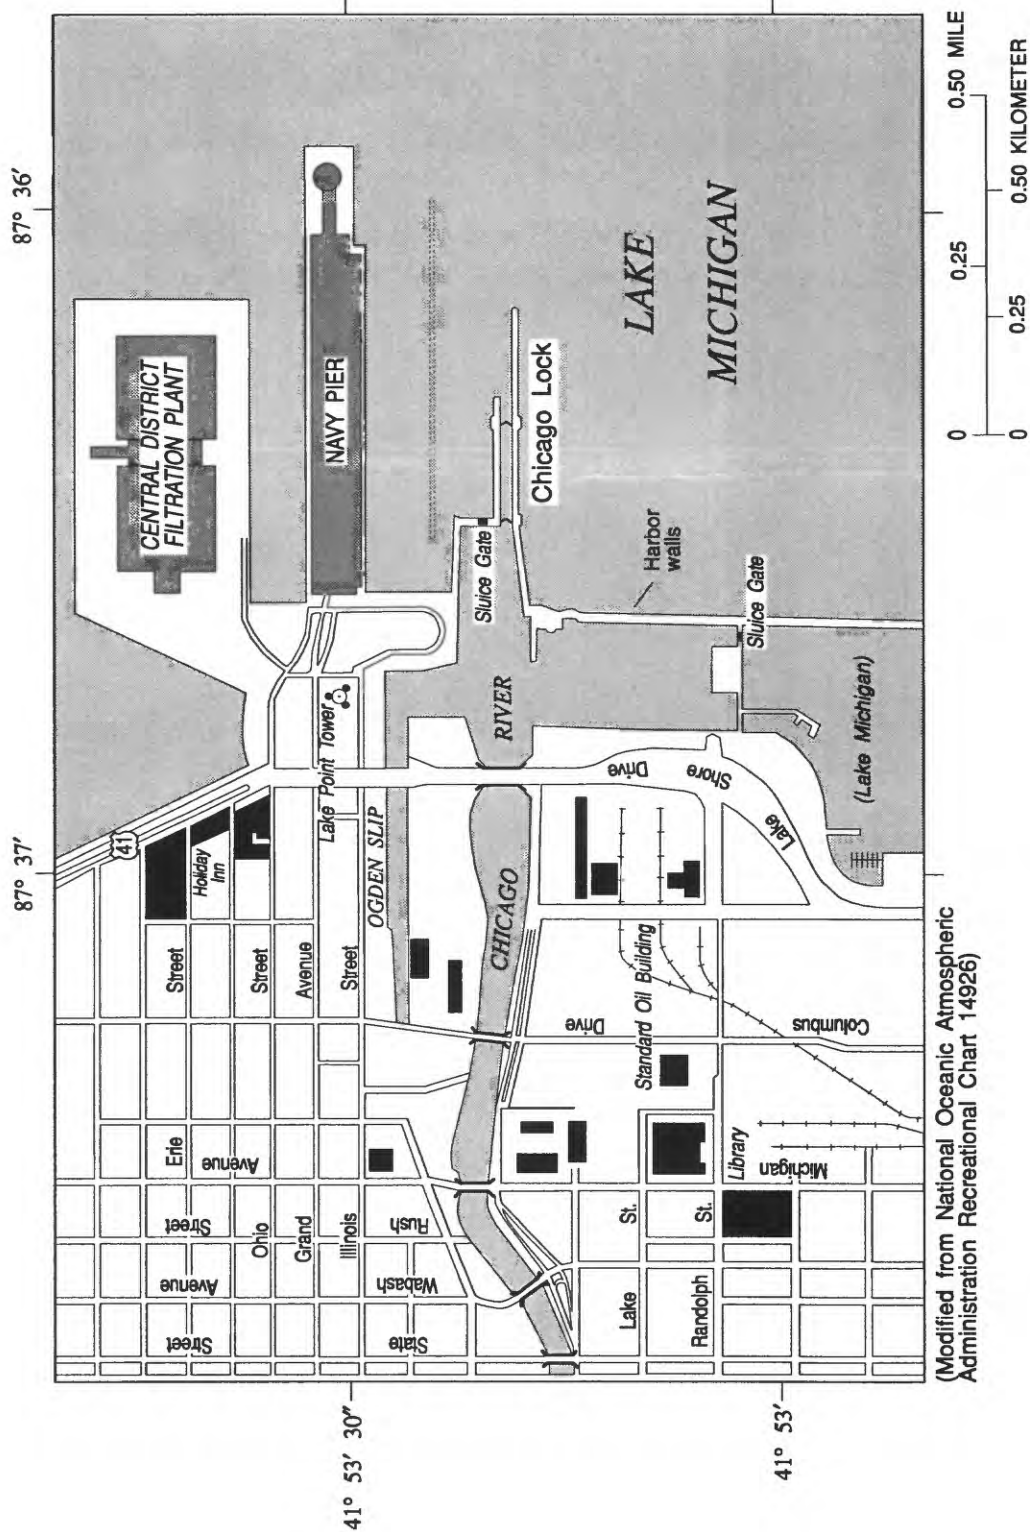 87° 37′
87° 36′
41° 53′ 30″
41° 53′
CENTRAL DISTRICT
FILTRATION PLANT
NAVY PIER
LAKE
MICHIGAN
Chicago Lock
Sluice Gate
Harbor
walls
Sluice Gate
(Lake Michigan)
RIVER
CHICAGO
OGDEN SLIP
Lake Point Tower
41
Holiday
Inn
Street
Street
Avenue
Street
Erie
Ohio
Grand
Illinois
Avenue
Michigan
Street
Rush
Avenue
Wabash
Street
State
Drive
Columbus
Lake
Shore
Drive
Standard Oil Building
Library
Lake
St.
Randolph
St.
(Modified from National Oceanic Atmospheric
Administration Recreational Chart 14926)
0 0.25 0.50 MILE
0 0.25 0.50 KILOMETER